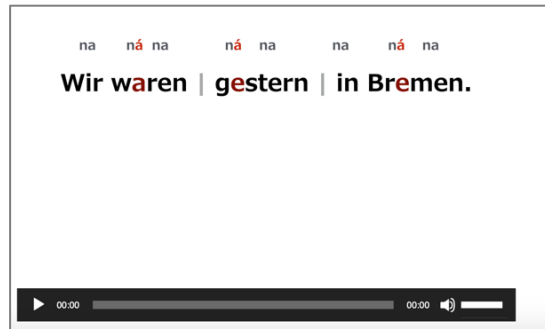 na ná na ná na na ná na
Wir waren | gestern | in Bremen.
00:00 00:00